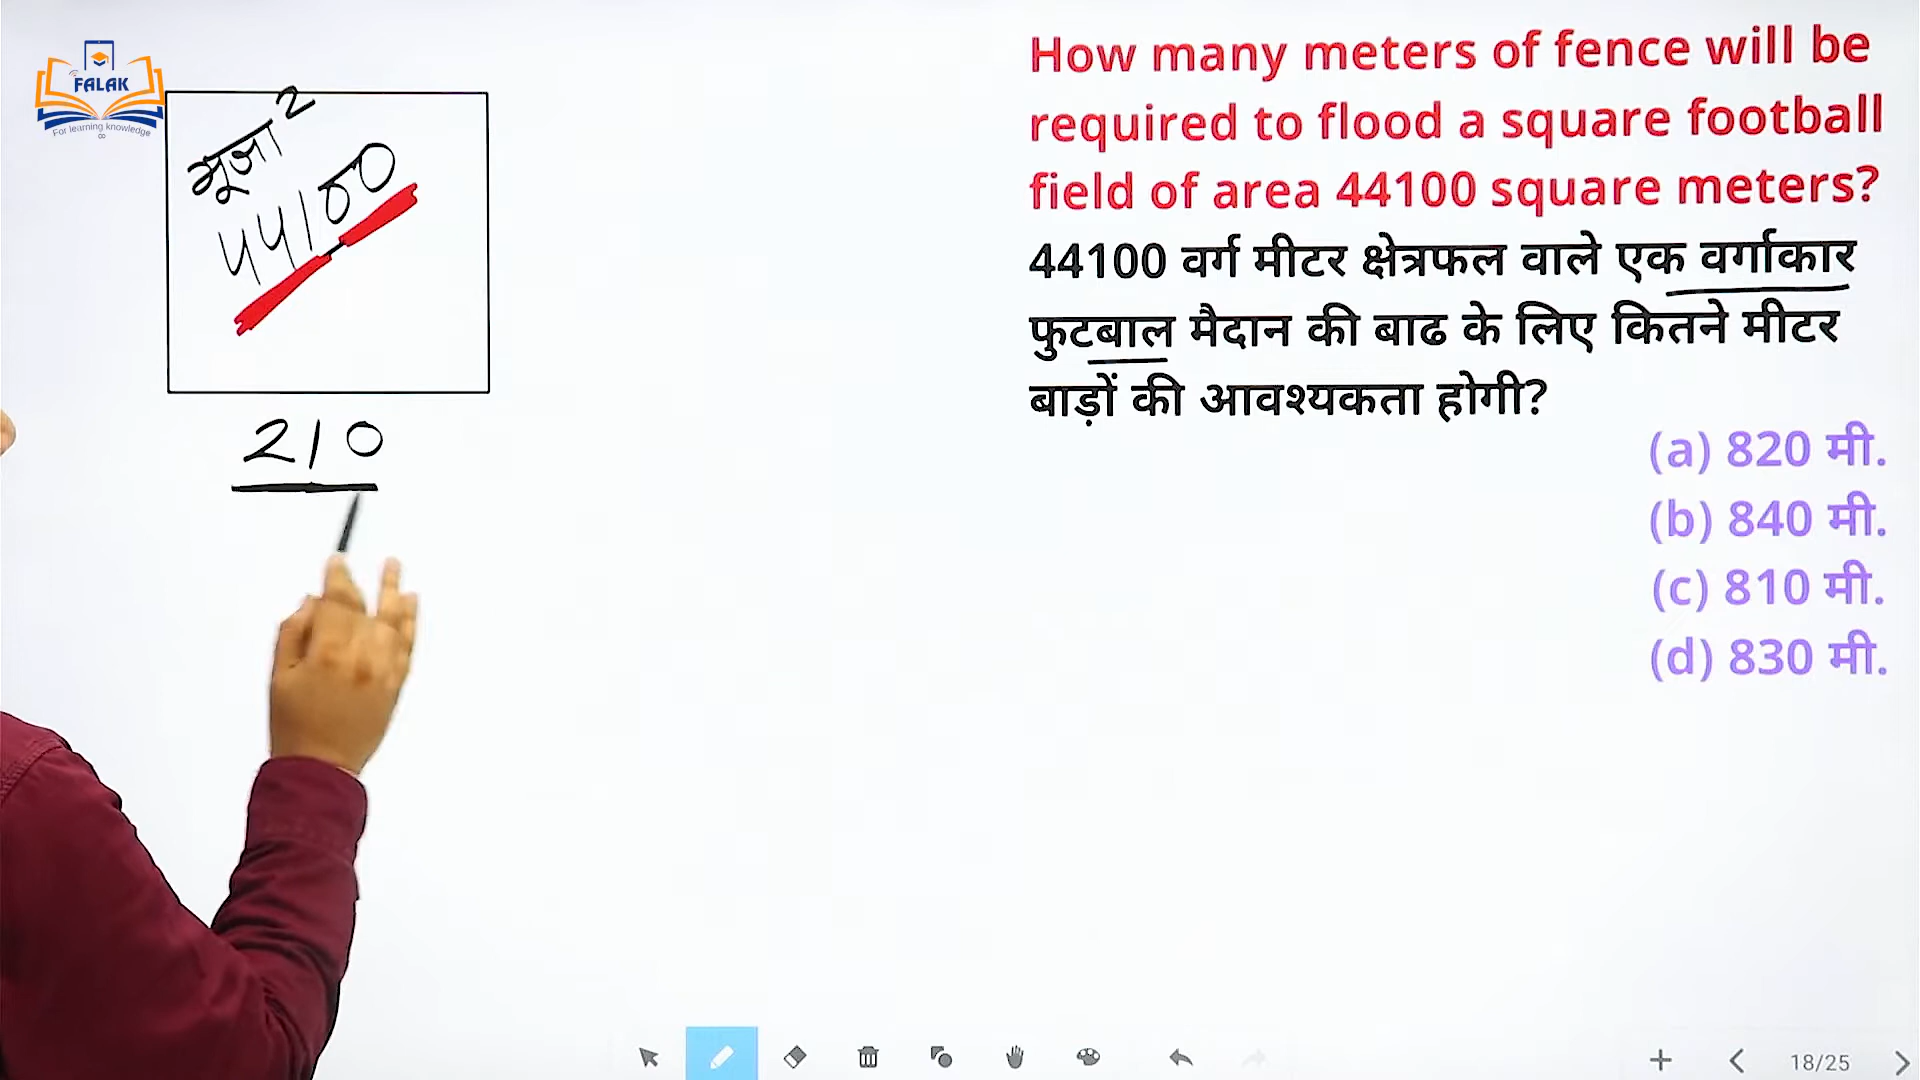 FALAK
For learning knowledge
भूजा 2
44100
210
How many meters of fence will be
required to flood a square football
field of area 44100 square meters?
44100 वर्ग मीटर क्षेत्रफल वाले एक वर्गाकार
फुटबाल मैदान की बाढ के लिए कितने मीटर
बाड़ों की आवश्यकता होगी?
(a) 820 मी.
(b) 840 मी.
(c) 810 मी.
(d) 830 मी.
18/25